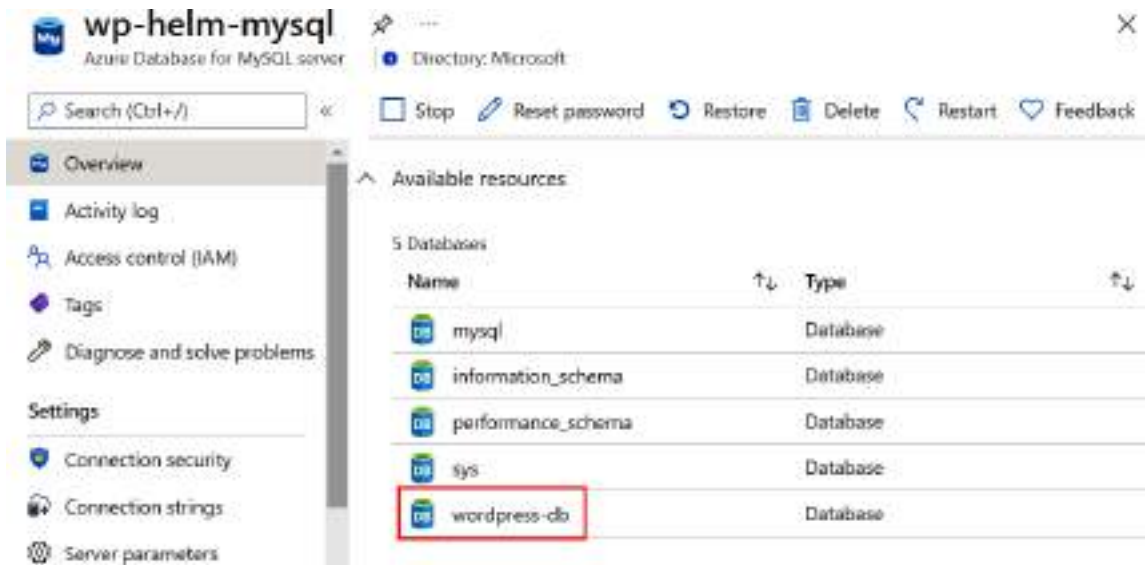 wp-helm-mysql
Azure Database for MySQL server
Directory: Microsoft
Search (Ctrl+/)
«
Stop
Reset password
Restore
Delete
Restart
Feedback
Overview
Activity log
Access control (IAM)
Tags
Diagnose and solve problems
Settings
Connection security
Connection strings
Server parameters
Available resources
5 Databases
Name Type
mysql Database
information_schema Database
performance_schema Database
sys Database
wordpress-db Database